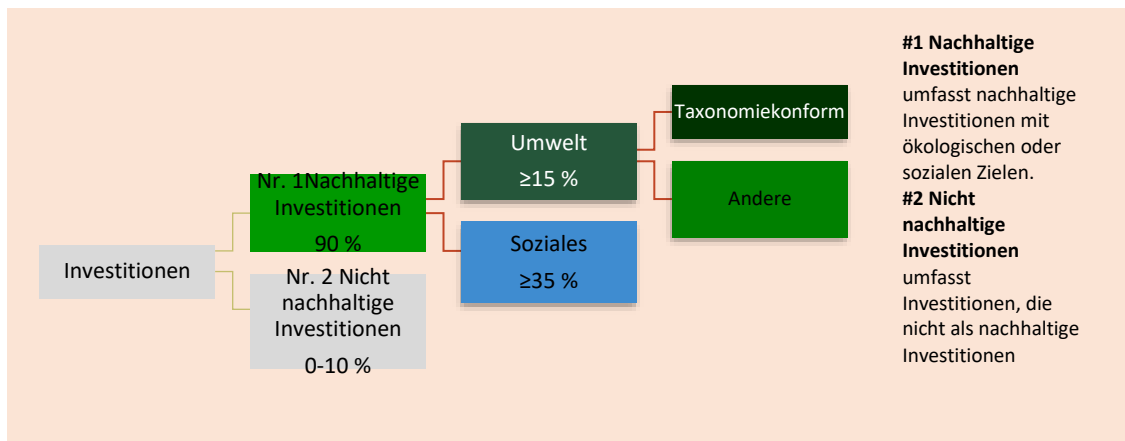 Investitionen
Nr. 1Nachhaltige
Investitionen
90 %
Nr. 2 Nicht
nachhaltige
Investitionen
0-10 %
Umwelt
≥15 %
Soziales
≥35 %
Taxonomiekonform
Andere
#1 Nachhaltige
Investitionen
umfasst nachhaltige
Investitionen mit
ökologischen oder
sozialen Zielen.
#2 Nicht
nachhaltige
Investitionen
umfasst
Investitionen, die
nicht als nachhaltige
Investitionen